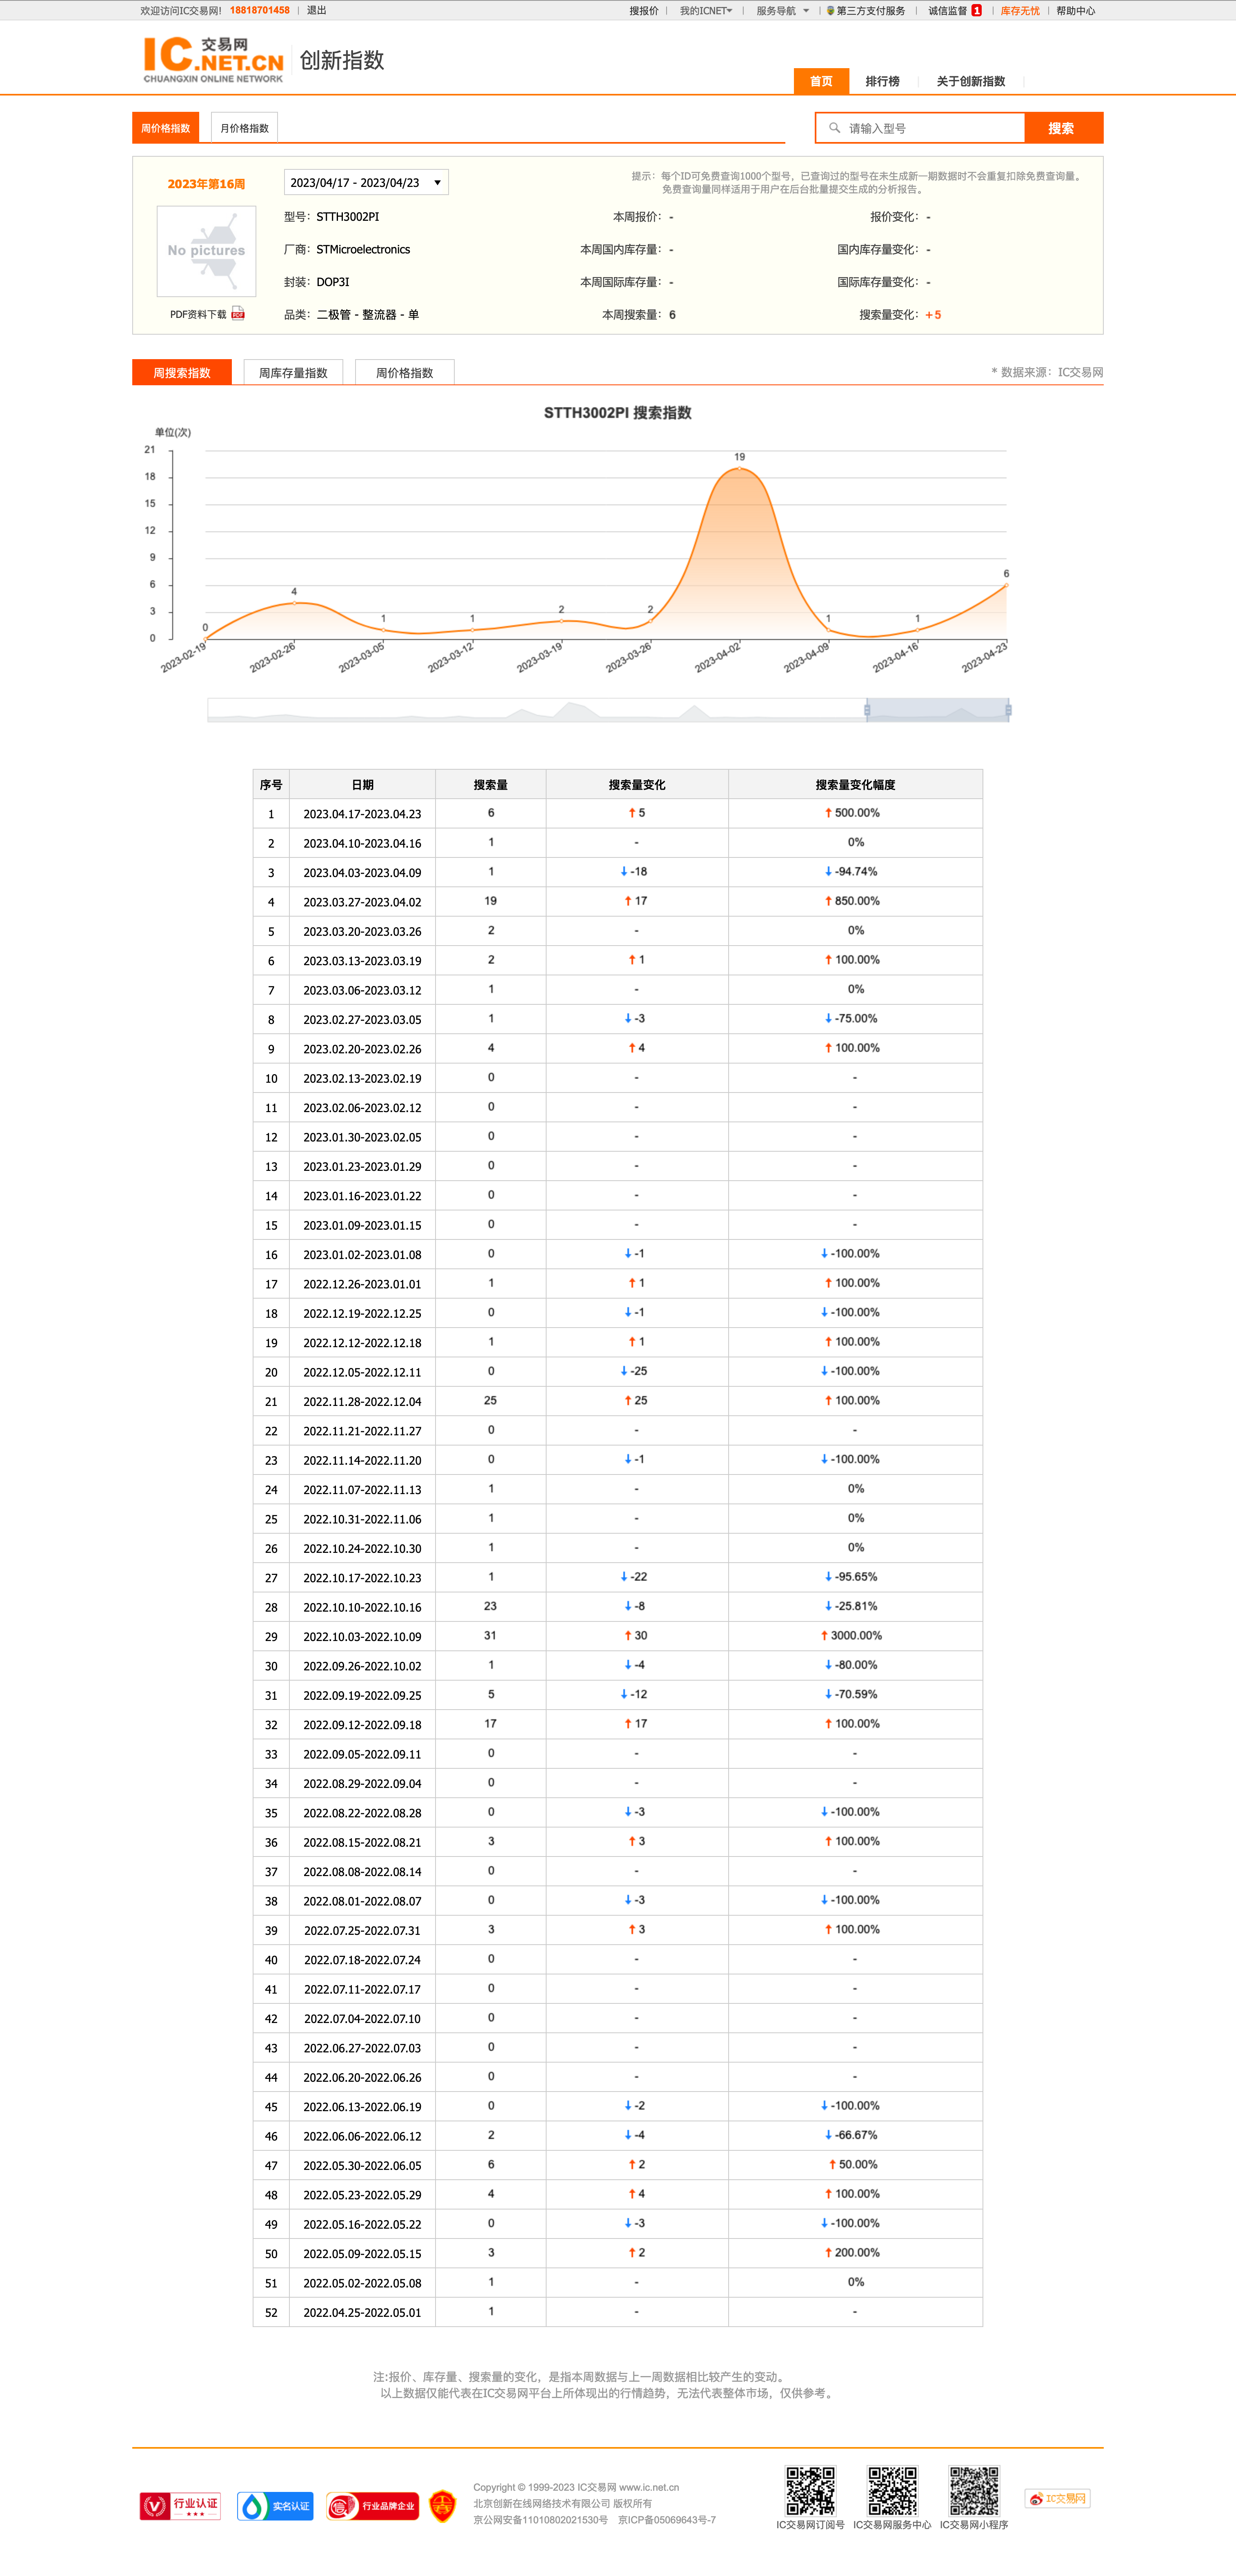 欢迎访问IC交易网! 18818701458 | 退出 搜报价 | 我的ICNET | 服务导航 | 第三方支付服务 | 诚信监督 1 | 库存无忧 | 帮助中心
IC交易网
.NET.CN
CHUANGXIN ONLINE NETWORK
创新指数
首页 排行榜 关于创新指数
周价格指数 月价格指数 请输入型号 搜索
2023年第16周 2023/04/17 - 2023/04/23
提示：每个ID可免费查询1000个型号，已查询过的型号在未生成新一期数据时不会重复扣除免费查询量。
免费查询量同样适用于用户在后台批量提交生成的分析报告。
型号：STTH3002PI 本周报价：- 报价变化：-
No pictures
厂商：STMicroelectronics 本周国内库存量：- 国内库存量变化：-
封装：DOP3I 本周国际库存量：- 国际库存量变化：-
PDF资料下载 PDF
品类：二极管 - 整流器 - 单 本周搜索量：6 搜索量变化：+5
周搜索指数 周库存量指数 周价格指数 * 数据来源：IC交易网
STTH3002PI 搜索指数
单位(次)
21
18
15
12
9
6
3
0
0 4 1 1 2 2 19 1 1 6
2023-02-19 2023-02-26 2023-03-05 2023-03-12 2023-03-19 2023-03-26 2023-04-02 2023-04-09 2023-04-16 2023-04-23
序号 日期 搜索量 搜索量变化 搜索量变化幅度
1 2023.04.17-2023.04.23 6 ↑ 5 ↑ 500.00%
2 2023.04.10-2023.04.16 1 - 0%
3 2023.04.03-2023.04.09 1 ↓ -18 ↓ -94.74%
4 2023.03.27-2023.04.02 19 ↑ 17 ↑ 850.00%
5 2023.03.20-2023.03.26 2 - 0%
6 2023.03.13-2023.03.19 2 ↑ 1 ↑ 100.00%
7 2023.03.06-2023.03.12 1 - 0%
8 2023.02.27-2023.03.05 1 ↓ -3 ↓ -75.00%
9 2023.02.20-2023.02.26 4 ↑ 4 ↑ 100.00%
10 2023.02.13-2023.02.19 0 - -
11 2023.02.06-2023.02.12 0 - -
12 2023.01.30-2023.02.05 0 - -
13 2023.01.23-2023.01.29 0 - -
14 2023.01.16-2023.01.22 0 - -
15 2023.01.09-2023.01.15 0 - -
16 2023.01.02-2023.01.08 0 ↓ -1 ↓ -100.00%
17 2022.12.26-2023.01.01 1 ↑ 1 ↑ 100.00%
18 2022.12.19-2022.12.25 0 ↓ -1 ↓ -100.00%
19 2022.12.12-2022.12.18 1 ↑ 1 ↑ 100.00%
20 2022.12.05-2022.12.11 0 ↓ -25 ↓ -100.00%
21 2022.11.28-2022.12.04 25 ↑ 25 ↑ 100.00%
22 2022.11.21-2022.11.27 0 - -
23 2022.11.14-2022.11.20 0 ↓ -1 ↓ -100.00%
24 2022.11.07-2022.11.13 1 - 0%
25 2022.10.31-2022.11.06 1 - 0%
26 2022.10.24-2022.10.30 1 - 0%
27 2022.10.17-2022.10.23 1 ↓ -22 ↓ -95.65%
28 2022.10.10-2022.10.16 23 ↓ -8 ↓ -25.81%
29 2022.10.03-2022.10.09 31 ↑ 30 ↑ 3000.00%
30 2022.09.26-2022.10.02 1 ↓ -4 ↓ -80.00%
31 2022.09.19-2022.09.25 5 ↓ -12 ↓ -70.59%
32 2022.09.12-2022.09.18 17 ↑ 17 ↑ 100.00%
33 2022.09.05-2022.09.11 0 - -
34 2022.08.29-2022.09.04 0 - -
35 2022.08.22-2022.08.28 0 ↓ -3 ↓ -100.00%
36 2022.08.15-2022.08.21 3 ↑ 3 ↑ 100.00%
37 2022.08.08-2022.08.14 0 - -
38 2022.08.01-2022.08.07 0 ↓ -3 ↓ -100.00%
39 2022.07.25-2022.07.31 3 ↑ 3 ↑ 100.00%
40 2022.07.18-2022.07.24 0 - -
41 2022.07.11-2022.07.17 0 - -
42 2022.07.04-2022.07.10 0 - -
43 2022.06.27-2022.07.03 0 - -
44 2022.06.20-2022.06.26 0 - -
45 2022.06.13-2022.06.19 0 ↓ -2 ↓ -100.00%
46 2022.06.06-2022.06.12 2 ↓ -4 ↓ -66.67%
47 2022.05.30-2022.06.05 6 ↑ 2 ↑ 50.00%
48 2022.05.23-2022.05.29 4 ↑ 4 ↑ 100.00%
49 2022.05.16-2022.05.22 0 ↓ -3 ↓ -100.00%
50 2022.05.09-2022.05.15 3 ↑ 2 ↑ 200.00%
51 2022.05.02-2022.05.08 1 - 0%
52 2022.04.25-2022.05.01 1 - -
注:报价、库存量、搜索量的变化，是指本周数据与上一周数据相比较产生的变动。
以上数据仅能代表在IC交易网平台上所体现出的行情趋势，无法代表整体市场，仅供参考。
行业认证 实名认证 行业品牌企业
Copyright © 1999-2023 IC交易网 www.ic.net.cn
北京创新在线网络技术有限公司 版权所有
京公网安备11010802021530号 京ICP备05069643号-7
IC交易网订阅号 IC交易网服务中心 IC交易网小程序
IC交易网